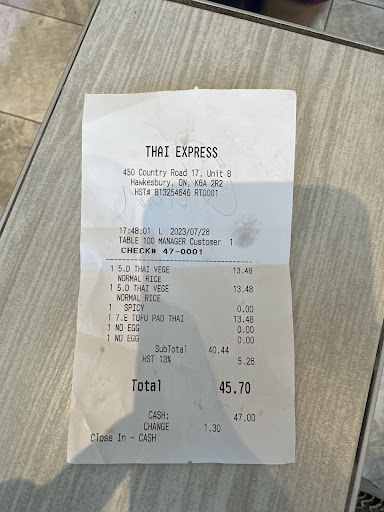 THAI EXPRESS
450 Country Road 17, Unit B
Hawkesbury, ON, K6A 2R2
HST# 813254646 RT0001
17:48:01 L 2023/07/28
TABLE 100 MANAGER Customer 1
CHECK# 47-0001
1 5.D THAI VEGE 13.48
NORMAL RICE
1 5.D THAI VEGE 13.48
NORMAL RICE
1 SPICY 0.00
1 7.E TOFU PAD THAI 13.48
1 NO EGG 0.00
1 NO EGG 0.00
SubTotal 40.44
HST 13% 5.26
Total 45.70
CASH: 47.00
CHANGE 1.30
Close In - CASH